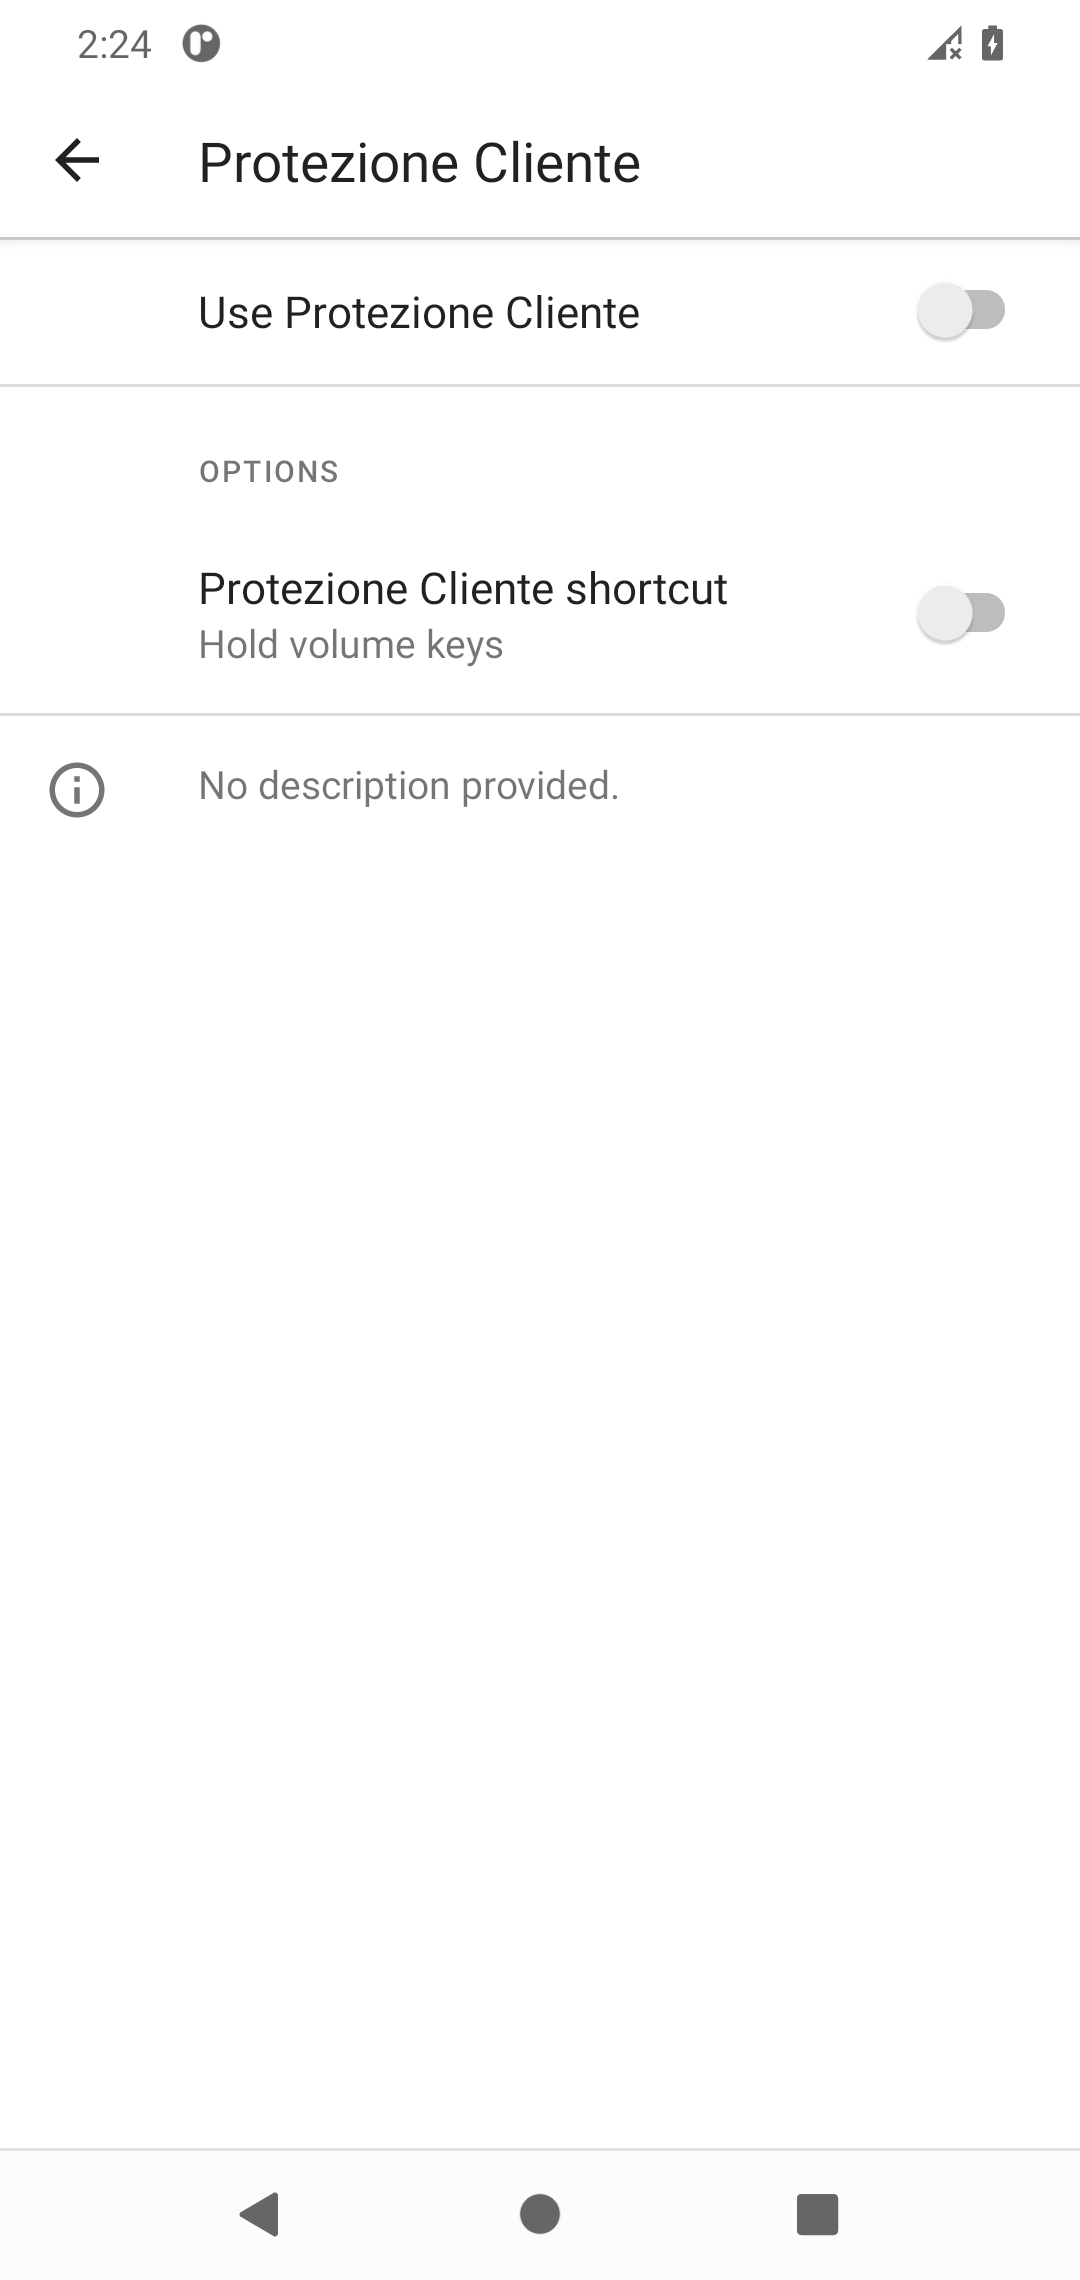 2:24
Protezione Cliente
Use Protezione Cliente
OPTIONS
Protezione Cliente shortcut
Hold volume keys
No description provided.